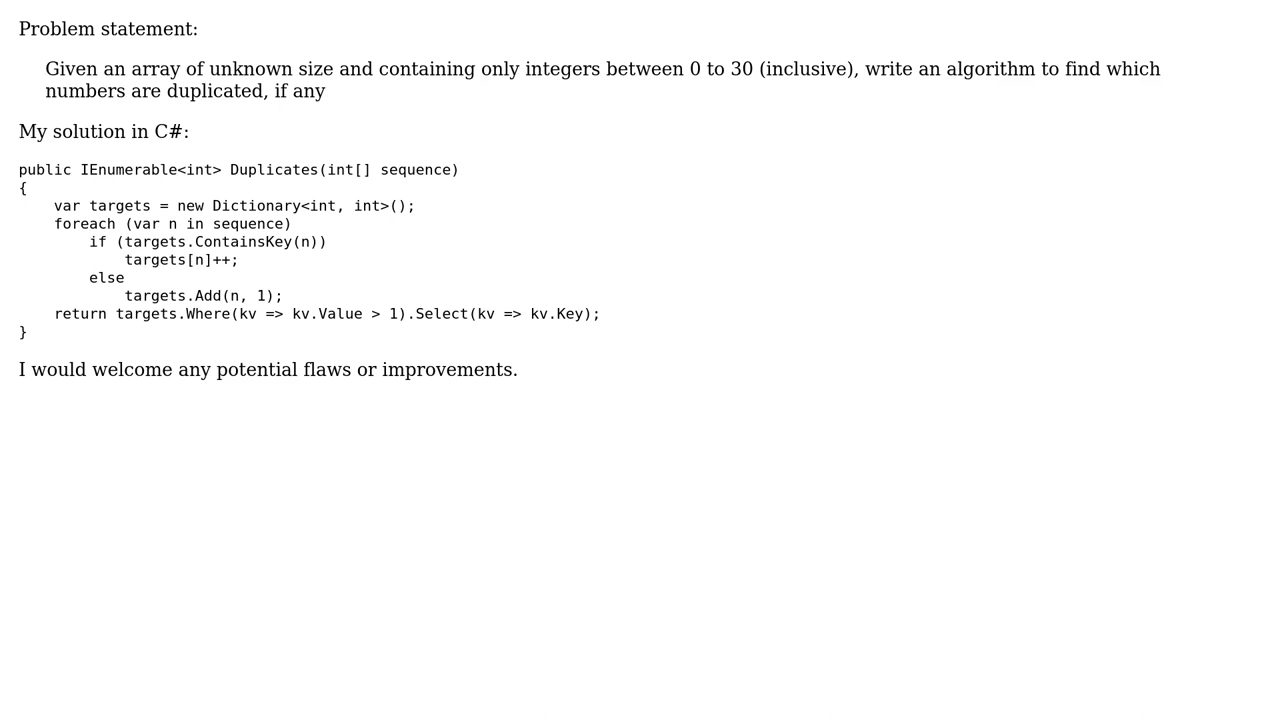 Problem statement:
Given an array of unknown size and containing only integers between 0 to 30 (inclusive), write an algorithm to find which
numbers are duplicated, if any
My solution in C#:
public IEnumerable<int> Duplicates(int[] sequence)
{
    var targets = new Dictionary<int, int>();
    foreach (var n in sequence)
        if (targets.ContainsKey(n))
            targets[n]++;
        else
            targets.Add(n, 1);
    return targets.Where(kv => kv.Value > 1).Select(kv => kv.Key);
}
I would welcome any potential flaws or improvements.